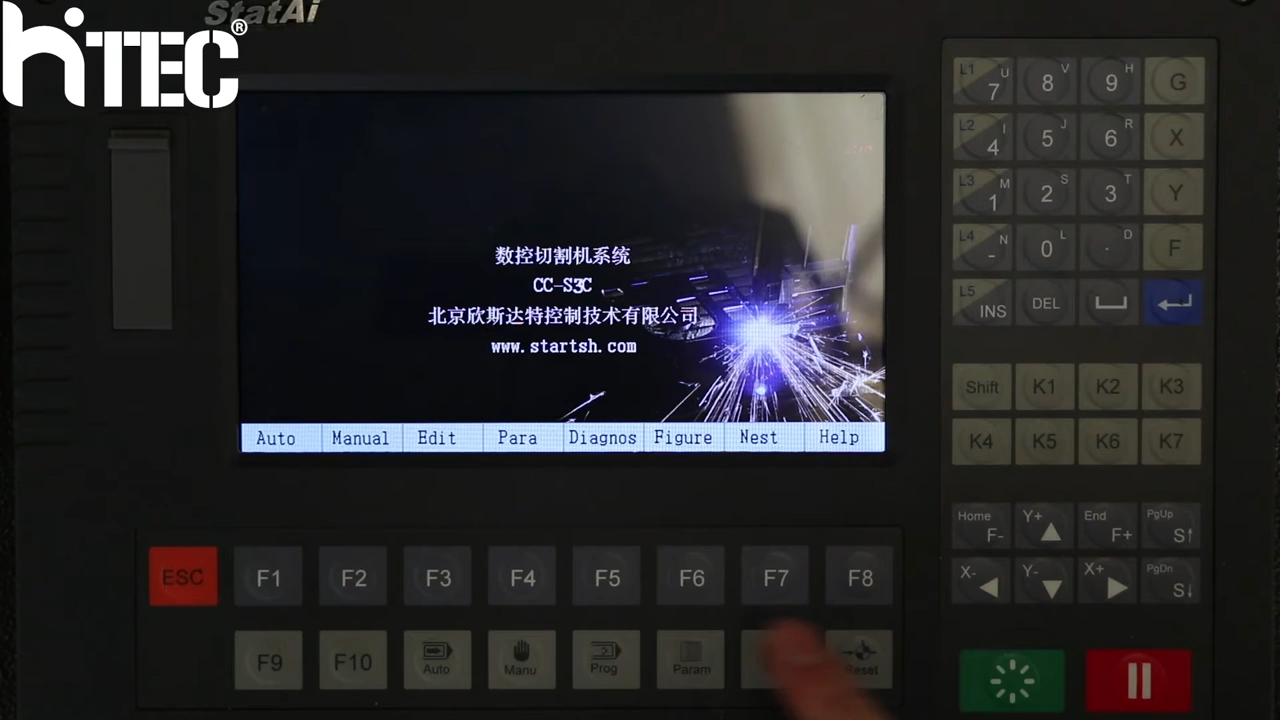 StatAi
hiTEC®
数控切割机系统
CC-S3C
北京欣斯达特控制技术有限公司
www.startsh.com
Auto Manual Edit Para Diagnos Figure Nest Help
ESC F1 F2 F3 F4 F5 F6 F7 F8
F9 F10 Auto Manu Prog Param
L1 7 U 8 V 9 H G
L2 4 I 5 J 6 R X
L3 1 M 2 S 3 T Y
L4 - N 0 L . D F
L5 INS DEL
Shift K1 K2 K3
K4 K5 K6 K7
Home F- Y+ End F+ PgUp S↑
X- Y- X+ PgDn S↓